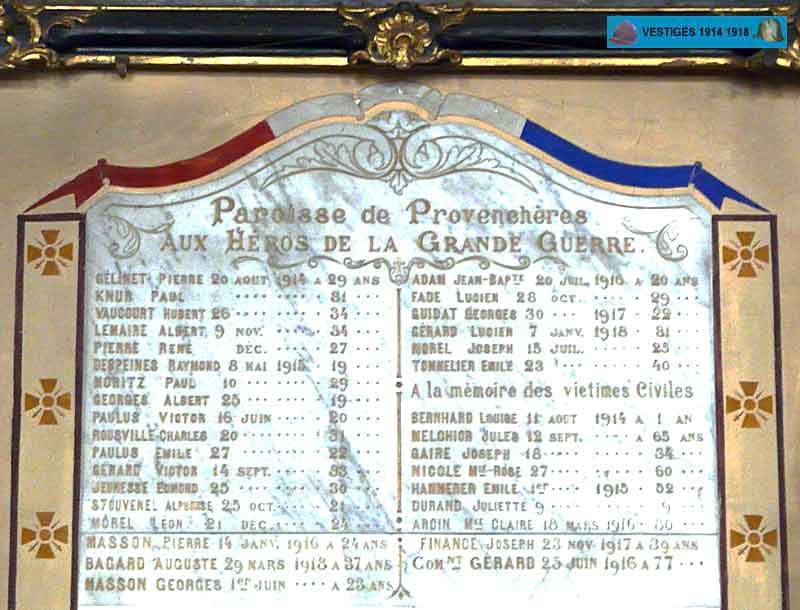 VESTIGES 1914 1918
Paroisse de Provenchères
AUX HÉROS DE LA GRANDE GUERRE.
GÉLINET PIERRE 20 AOUT 1914 A 29 ANS
KNUR PAUL ········ 31 ···
VAUCOURT HUBERT 26 ········ 34 ···
LEMAIRE ALBERT 9 NOV. ···· 34 ···
PIERRE RENÉ DÉC. ···· 27 ···
DESPEINES RAYMOND 8 MAI 1915 · 19 ···
MORITZ PAUL 10 ········ 29 ···
GEORGES ALBERT 25 ········ 19 ···
PAULUS VICTOR 16 JUIN ···· 20 ···
ROUSVILLE CHARLES 20 ········ 31 ···
PAULUS ÉMILE 27 ········ 22 ···
GÉRARD VICTOR 14 SEPT. ···· 33 ···
JEUNESSE EDMOND 25 ········ 30 ···
STOUVENEL ALPHONSE 25 OCT. ···· 21 ···
MOREL LÉON 21 DÉC. ···· 24 ···
MASSON PIERRE 14 JANV. 1916 A 24 ANS
BAGARD AUGUSTE 29 MARS 1918 A 37 ANS
MASSON GEORGES 1er JUIN ···· A 23 ANS
ADAM JEAN-BAPTte 20 JUIL. 1916 A 20 ANS
FADE LUCIEN 28 OCT. ···· 29 ···
GUIDAT GEORGES 30 ··· 1917 ·· 22 ···
GÉRARD LUCIEN 7 JANV. 1918 ·· 31 ···
MOREL JOSEPH 15 JUIL. ···· 25 ···
TONNELIER EMILE 23 ······ 40 ···
A la mémoire des victimes Civiles
BERNHARD LOUISE 11 AOUT 1914 A 1 AN
MELCHIOR JULES 12 SEPT. ···· A 65 ANS
GAIRE JOSEPH 18 ········ 34 ···
NICOLE Me ROSE 27 ········ 60 ···
HANNERER EMILE 1er ···· 1915 52 ···
DURAND JULIETTE 9 ········ 9 ···
Me CLAIRE 18 MARS 1916 · 30 ···
FINANCE JOSEPH 23 NOV. 1917 A 39 ANS
COMNT GÉRARD 25 JUIN 1916 A 77 ···